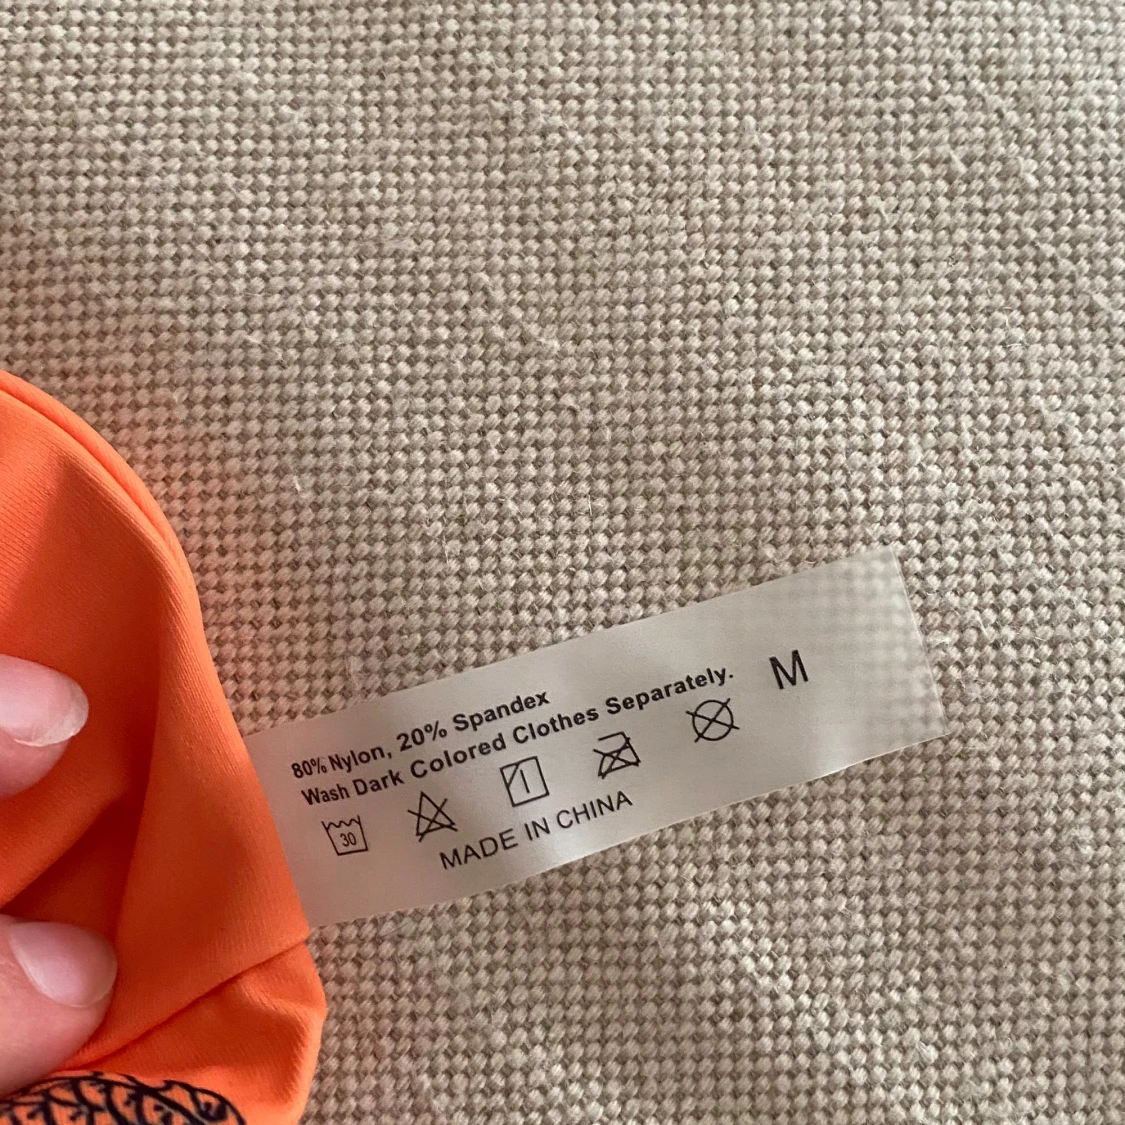 80% Nylon, 20% Spandex
Wash Dark Colored Clothes Separately.
M
30
MADE IN CHINA